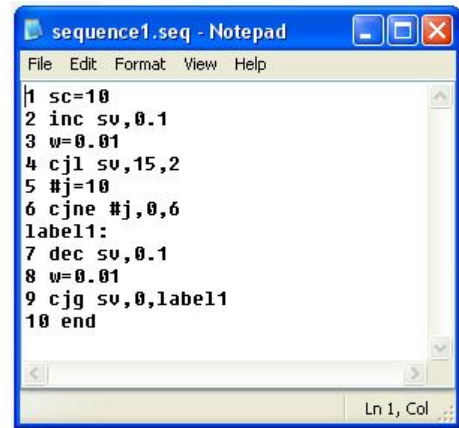 sequence1.seq - Notepad
File Edit Format View Help
1 sc=10
2 inc sv,0.1
3 w=0.01
4 cjl sv,15,2
5 #j=10
6 cjne #j,0,6
label1:
7 dec sv,0.1
8 w=0.01
9 cjg sv,0,label1
10 end
Ln 1, Col